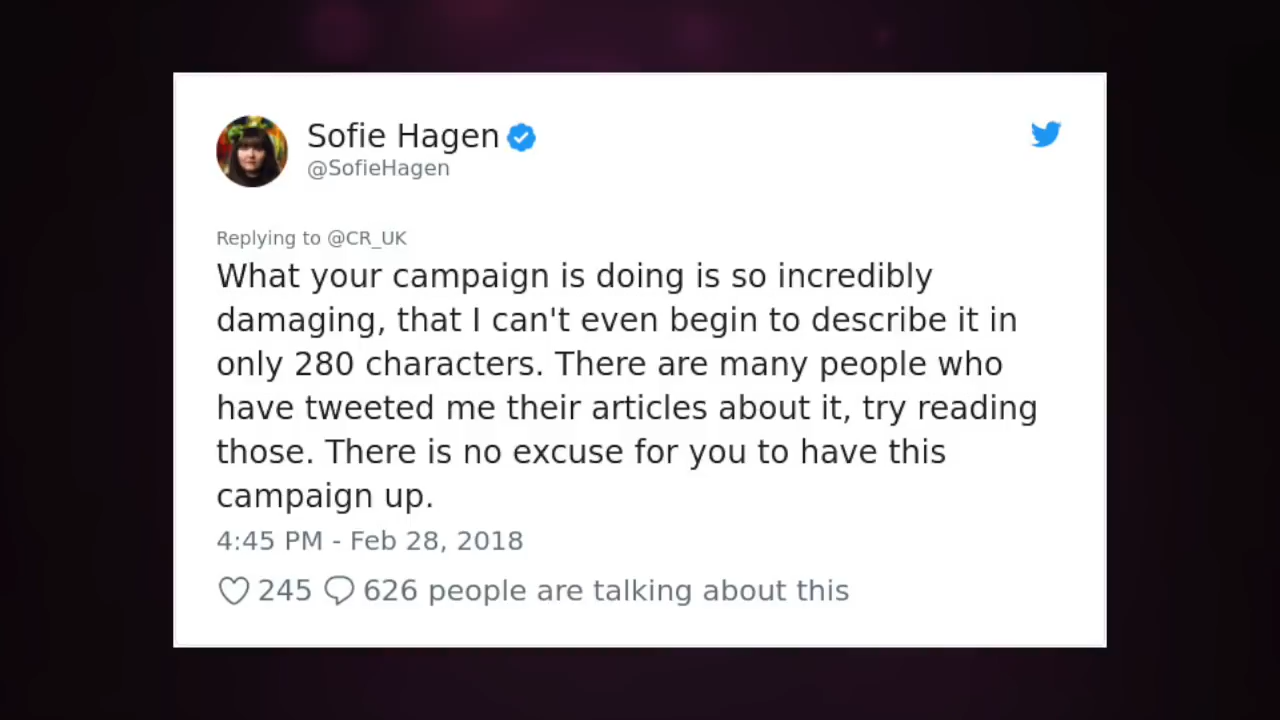 Sofie Hagen
@SofieHagen
Replying to @CR_UK
What your campaign is doing is so incredibly
damaging, that I can't even begin to describe it in
only 280 characters. There are many people who
have tweeted me their articles about it, try reading
those. There is no excuse for you to have this
campaign up.
4:45 PM - Feb 28, 2018
245 626 people are talking about this